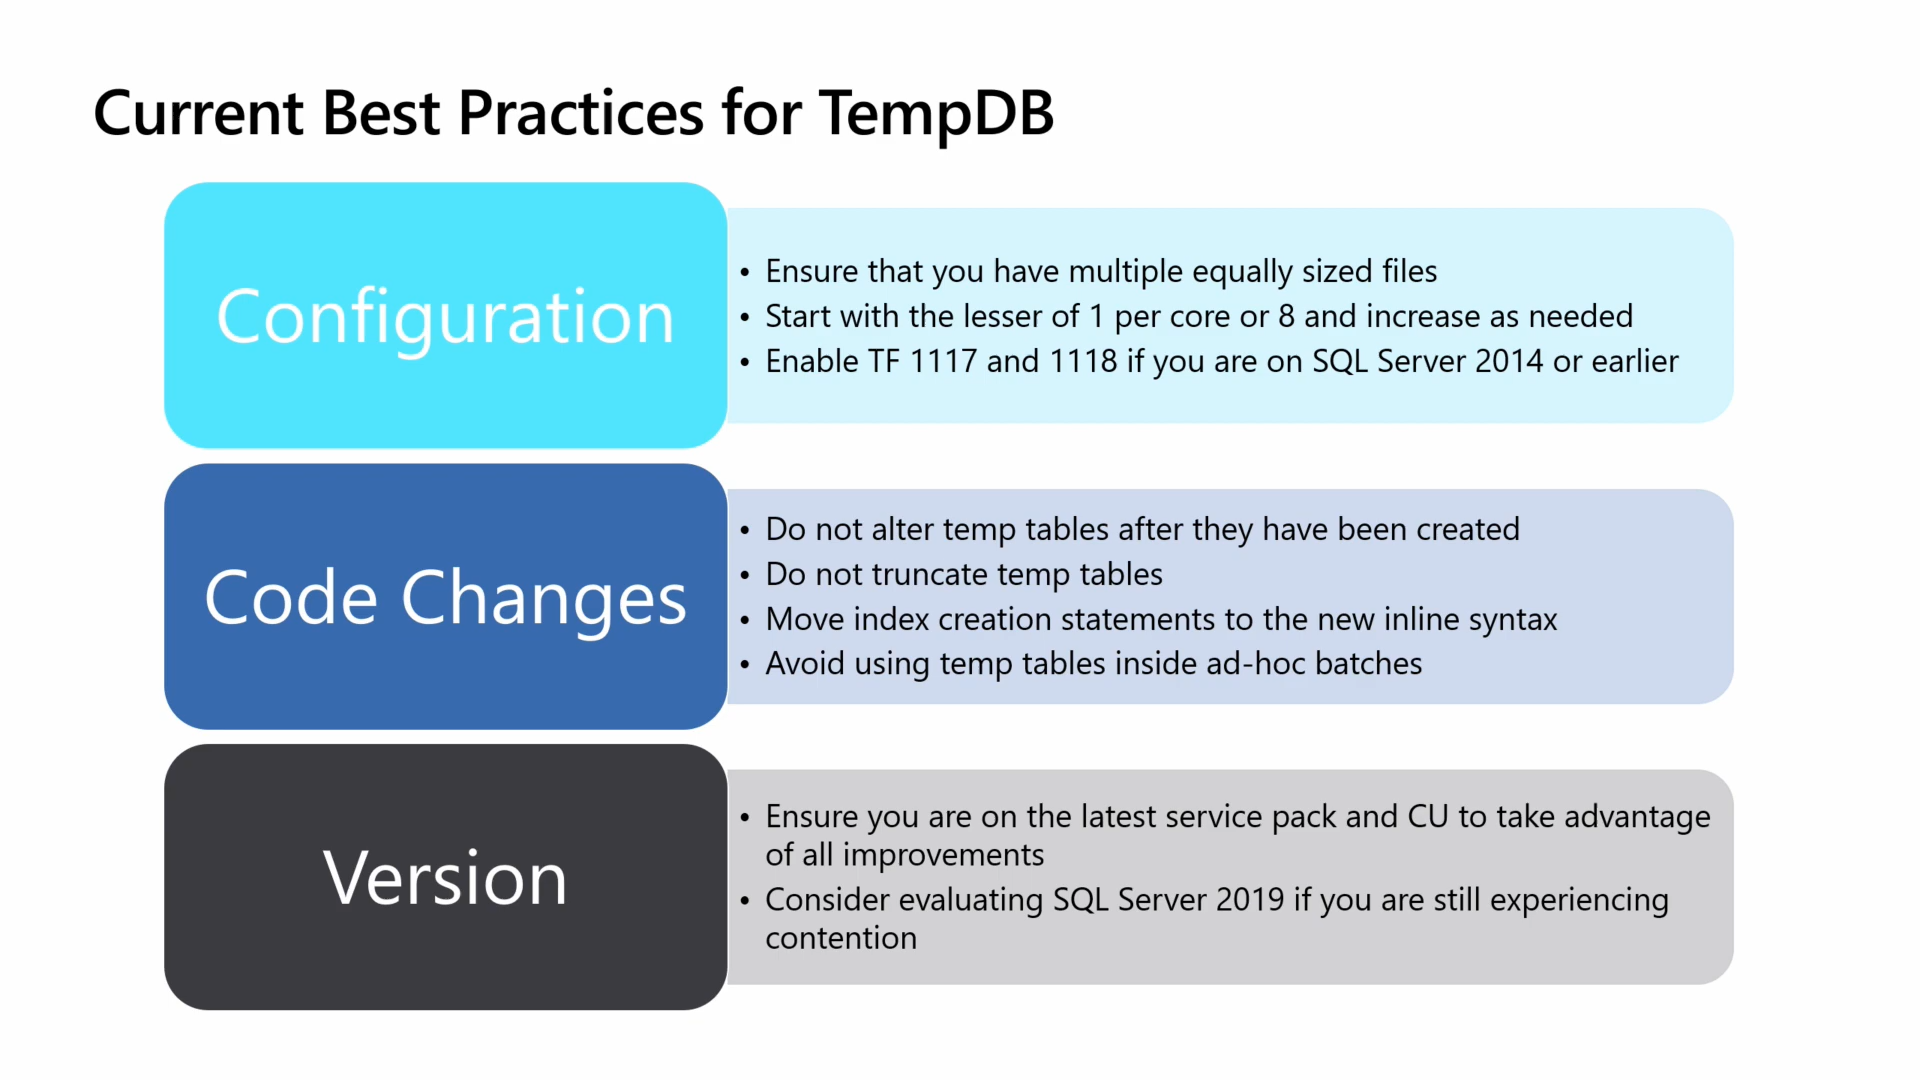 Current Best Practices for TempDB
Configuration
• Ensure that you have multiple equally sized files
• Start with the lesser of 1 per core or 8 and increase as needed
• Enable TF 1117 and 1118 if you are on SQL Server 2014 or earlier
Code Changes
• Do not alter temp tables after they have been created
• Do not truncate temp tables
• Move index creation statements to the new inline syntax
• Avoid using temp tables inside ad-hoc batches
Version
• Ensure you are on the latest service pack and CU to take advantage
of all improvements
• Consider evaluating SQL Server 2019 if you are still experiencing
contention